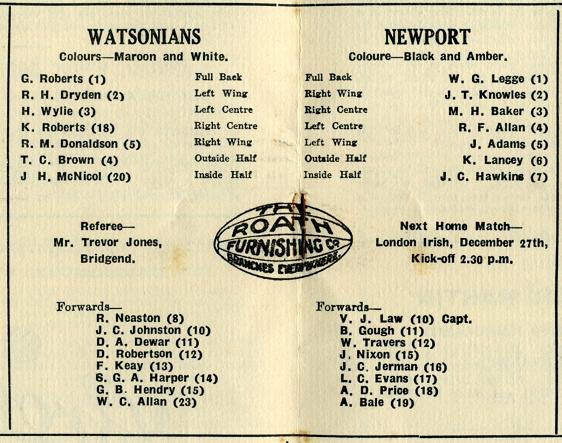 WATSONIANS
Colours—Maroon and White.
G. Roberts (1) Full Back
R. H. Dryden (2) Left Wing
H. Wylie (3) Left Centre
K. Roberts (18) Right Centre
R. M. Donaldson (5) Right Wing
T. C. Brown (4) Outside Half
J H. McNicol (20) Inside Half
Referee—
Mr. Trevor Jones,
Bridgend.
Forwards—
R. Neaston (8)
J. C. Johnston (10)
D. A. Dewar (11)
D. Robertson (12)
F. Keay (13)
S. G. A. Harper (14)
G. B. Hendry (15)
W. C. Allan (23)
THE
ROATH
FURNISHING Co
BRANCHES EVERYWHERE.
NEWPORT
Coloure—Black and Amber.
Full Back W. G. Legge (1)
Right Wing J. T. Knowles (2)
Right Centre M. H. Baker (3)
Left Centre R. F. Allan (4)
Left Wing J. Adams (5)
Outside Half K. Lancey (6)
Inside Half J. C. Hawkins (7)
Next Home Match—
London Irish, December 27th,
Kick-off 2.30 p.m.
Forwards—
V. J. Law (10) Capt.
B. Gough (11)
W. Travers (12)
J. Nixon (15)
J. C. Jerman (16)
L. C. Evans (17)
A. D. Price (18)
A. Bale (19)